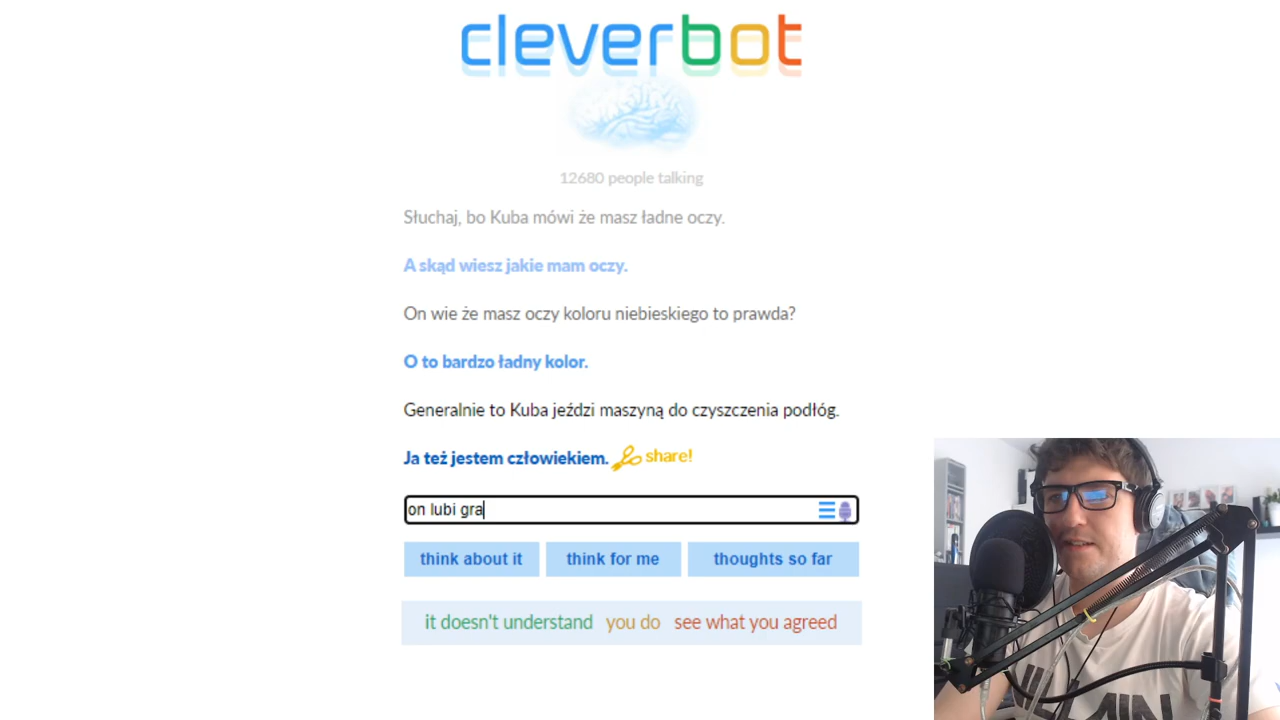 cleverbot
12680 people talking
Słuchaj, bo Kuba mówi że masz ładne oczy.
A skąd wiesz jakie mam oczy.
On wie że masz oczy koloru niebieskiego to prawda?
O to bardzo ładny kolor.
Generalnie to Kuba jeździ maszyną do czyszczenia podłóg.
Ja też jestem człowiekiem. share!
on lubi gra
think about it think for me thoughts so far
it doesn't understand you do see what you agreed